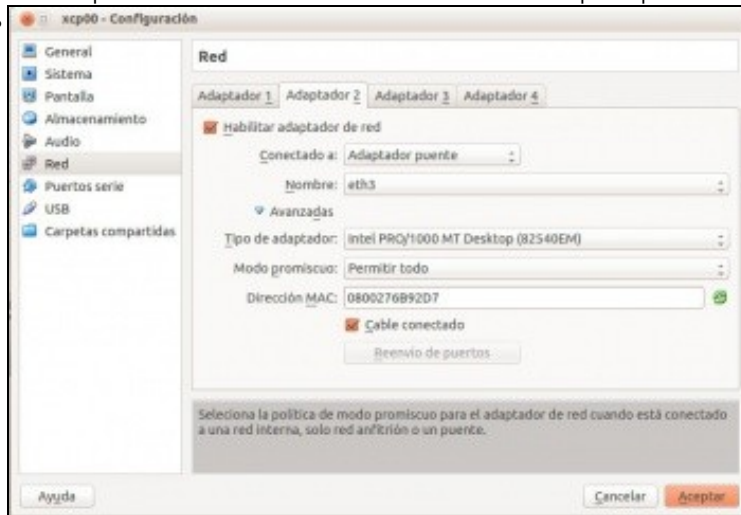 xcp00 - Configuración
General
Sistema
Pantalla
Almacenamiento
Audio
Red
Puertos serie
USB
Carpetas compartidas
Red
Adaptador 1 Adaptador 2 Adaptador 3 Adaptador 4
Habilitar adaptador de red
Conectado a: Adaptador puente
Nombre: eth3
Avanzadas
Tipo de adaptador: Intel PRO/1000 MT Desktop (82540EM)
Modo promiscuo: Permitir todo
Dirección MAC: 0800276B92D7
Cable conectado
Reenvío de puertos
Selecciona la política de modo promiscuo para el adaptador de red cuando está conectado
a una red interna, solo red anfitrión o un puente.
Ayuda Cancelar Aceptar